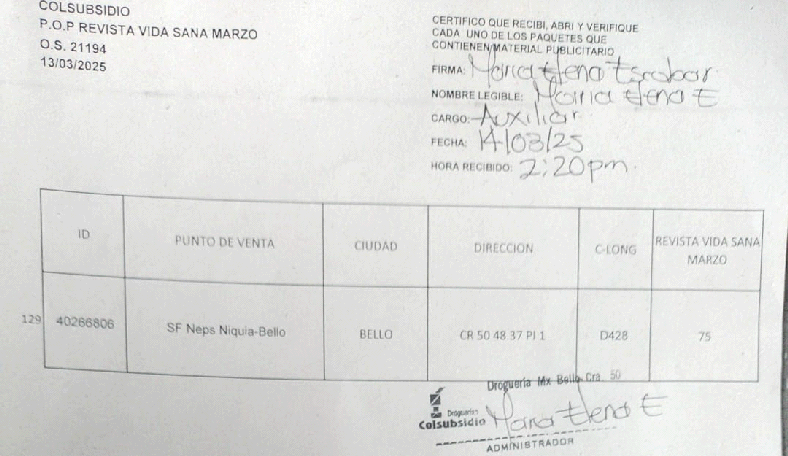 COLSUBSIDIO
P.O.P REVISTA VIDA SANA MARZO
O.S. 21194
13/03/2025
CERTIFICO QUE RECIBI, ABRI Y VERIFIQUE
CADA UNO DE LOS PAQUETES QUE
CONTIENEN MATERIAL PUBLICITARIO
FIRMA: Maria Elena Escobar
NOMBRE LEGIBLE: Maria Elena E
CARGO: Auxiliar
FECHA: 14/03/25
HORA RECIBIDO: 2:20pm.
ID PUNTO DE VENTA CIUDAD DIRECCION C-LONG REVISTA VIDA SANA MARZO
129 40266806 SF Neps Niquia-Bello BELLO CR 50 48 37 PI 1 D428 75
Droguería Mx Bello Cra 50
Droguerías
Colsubsidio Maria Elena E
ADMINISTRADOR